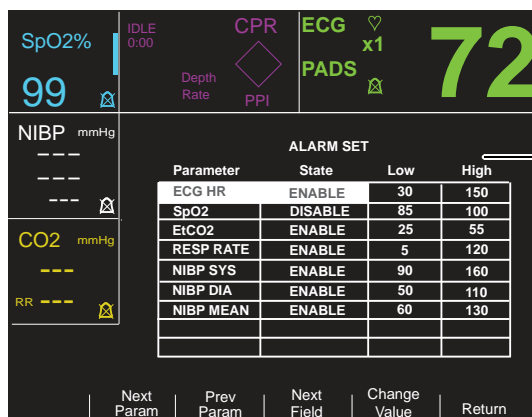 SpO2%
99
IDLE
0:00
CPR
Depth
Rate
PPI
ECG
x1
PADS
72
NIBP mmHg
---
---
---
CO2 mmHg
---
RR ---
ALARM SET
Parameter State Low High
ECG HR ENABLE 30 150
SpO2 DISABLE 85 100
EtCO2 ENABLE 25 55
RESP RATE ENABLE 5 120
NIBP SYS ENABLE 90 160
NIBP DIA ENABLE 50 110
NIBP MEAN ENABLE 60 130
Next Param
Prev Param
Next Field
Change Value
Return